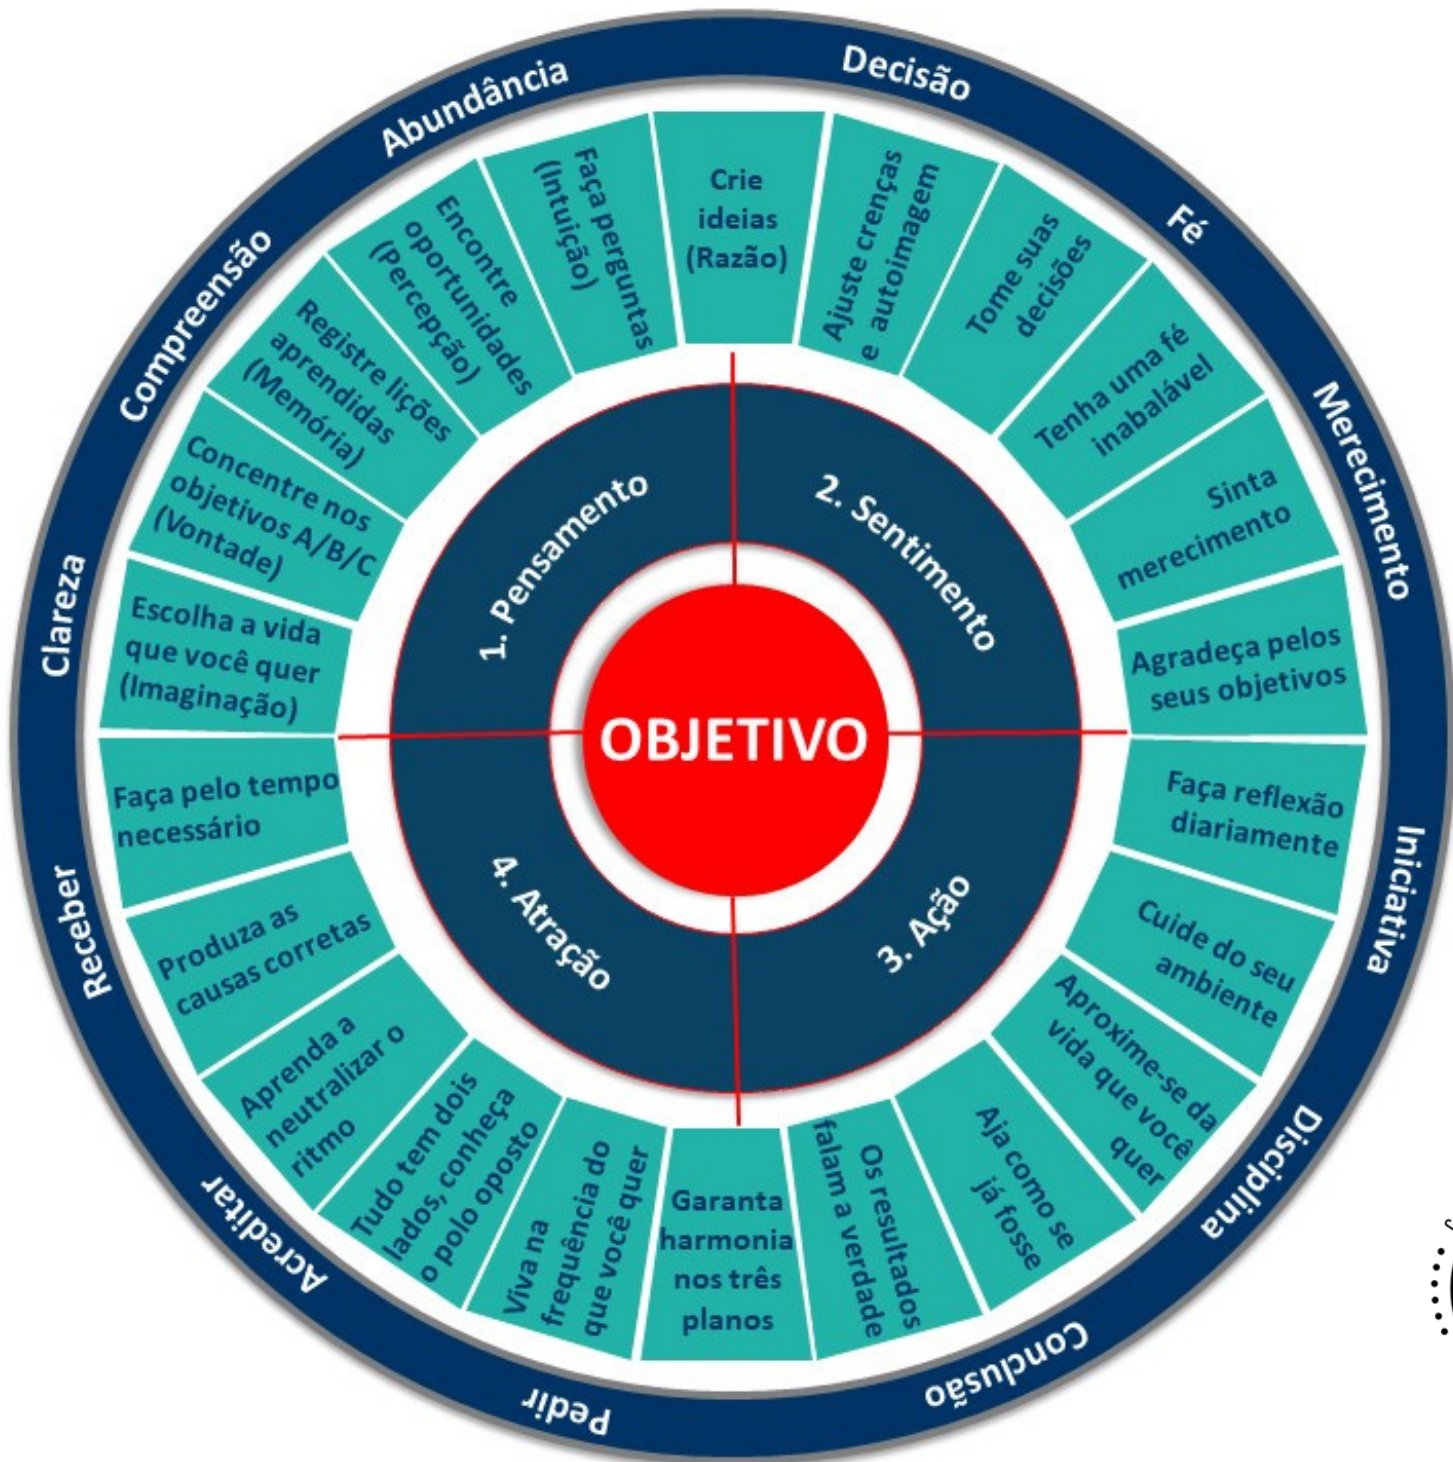 OBJETIVO
1. Pensamento
2. Sentimento
3. Ação
4. Atração
Clareza
Compreensão
Abundância
Decisão
Fé
Merecimento
Iniciativa
Disciplina
Conclusão
Pedir
Acreditar
Receber
Escolha a vida
que você quer
(Imaginação)
Concentre nos
objetivos A/B/C
(Vontade)
Registre lições
aprendidas
(Memória)
Encontre
oportunidades
(Percepção)
Faça perguntas
(Intuição)
Crie
ideias
(Razão)
Ajuste crenças
e autoimagem
Tome suas
decisões
Tenha uma fé
inabalável
Sinta
merecimento
Agradeça pelos
seus objetivos
Faça reflexão
diariamente
Cuide do seu
ambiente
Aproxime-se da
vida que você
quer
Aja como se
já fosse
Os resultados
falam a verdade
Garanta
harmonia
nos três
planos
Viva na
frequência do
que você quer
Tudo tem dois
lados, conheça
o polo oposto
Aprenda a
neutralizar o
ritmo
Produza as
causas corretas
Faça pelo tempo
necessário